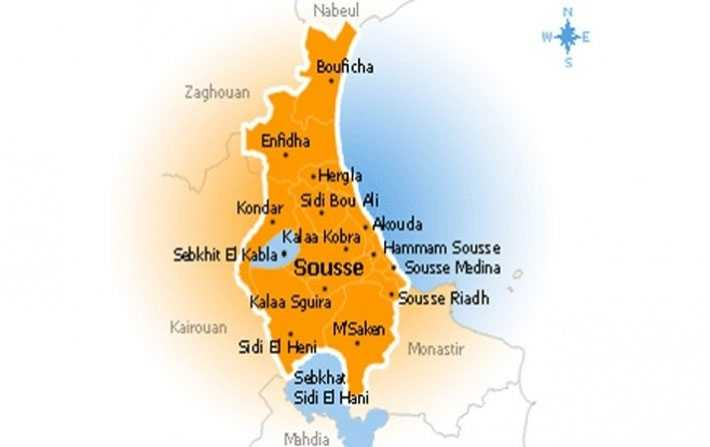 Nabeul
N
W E
S
Bouficha
Zaghouan
Enfidha
Hergla
Sidi Bou Ali
Kondar
Akouda
Kalaa Kobra
Hammam Sousse
Sebkhit El Kabla
Sousse
Sousse Medina
Kalaa Sguira
Sousse Riadh
Kairouan
M'Saken
Sidi El Heni
Monastir
Sebkhat
Sidi El Hani
Mahdia